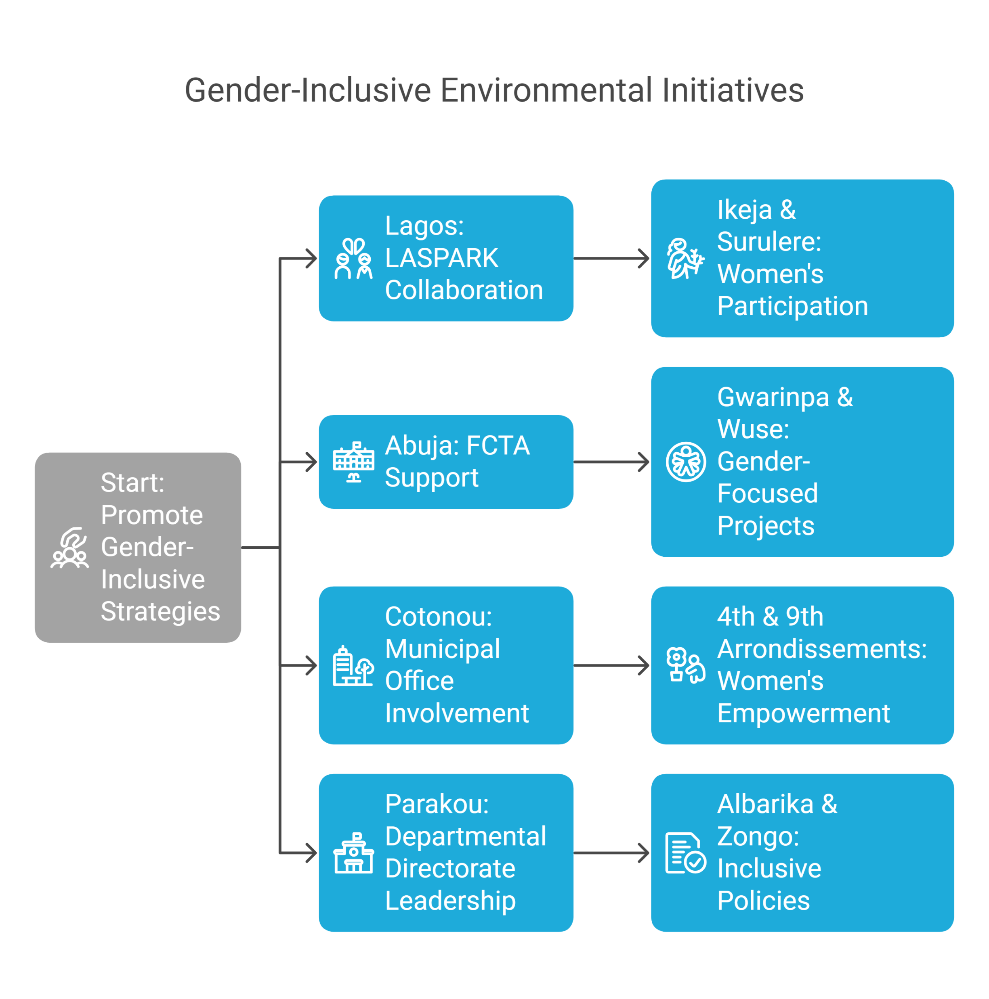 Gender-Inclusive Environmental Initiatives
Start:
Promote
Gender-
Inclusive
Strategies
Lagos:
LASPARK
Collaboration
Ikeja &
Surulere:
Women's
Participation
Abuja: FCTA
Support
Gwarinpa &
Wuse:
Gender-
Focused
Projects
Cotonou:
Municipal
Office
Involvement
4th & 9th
Arrondissements:
Women's
Empowerment
Parakou:
Departmental
Directorate
Leadership
Albarika &
Zongo:
Inclusive
Policies